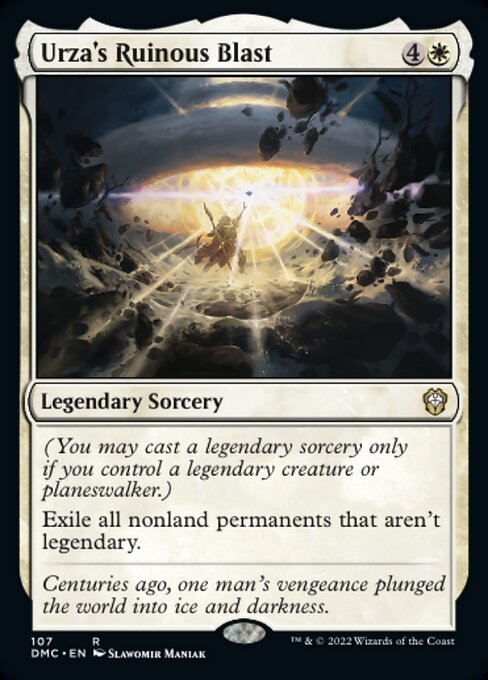 Urza's Ruinous Blast 4
Legendary Sorcery
(You may cast a legendary sorcery only
if you control a legendary creature or
planeswalker.)
Exile all nonland permanents that aren't
legendary.
Centuries ago, one man's vengeance plunged
the world into ice and darkness.
107 R ™ & © 2022 Wizards of the Coast
DMC • EN Slawomir Maniak